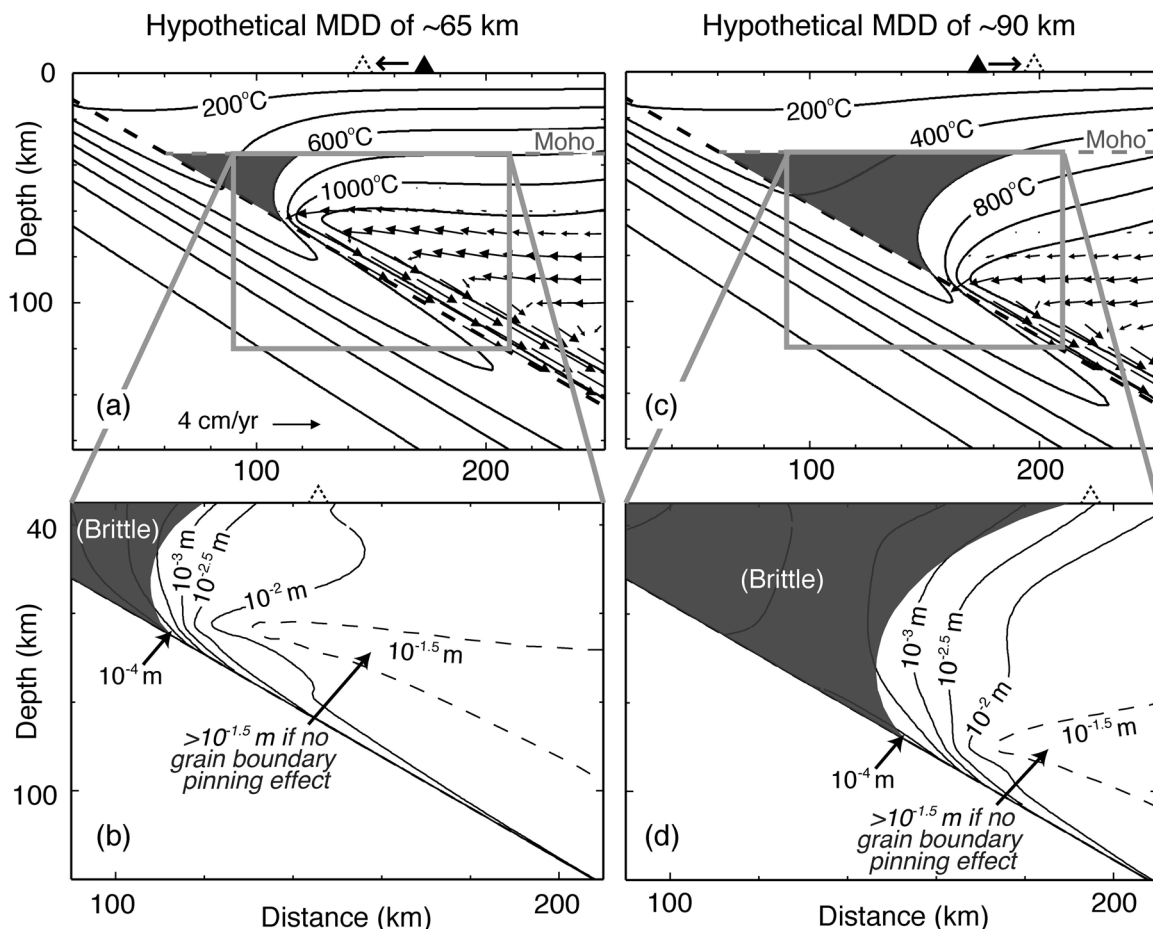 Hypothetical MDD of ~65 km
Hypothetical MDD of ~90 km
0
200°C
600°C
Moho
1000°C
Depth (km)
100
(a)
4 cm/yr
100
200
200°C
400°C
Moho
800°C
(c)
100
200
40
(Brittle)
10⁻³ m
10⁻²·⁵ m
10⁻² m
10⁻¹·⁵ m
10⁻⁴ m
>10⁻¹·⁵ m if no
grain boundary
pinning effect
Depth (km)
100
(b)
100
200
Distance (km)
(Brittle)
10⁻³ m
10⁻²·⁵ m
10⁻² m
10⁻¹·⁵ m
10⁻⁴ m
>10⁻¹·⁵ m if no
grain boundary
pinning effect
(d)
100
200
Distance (km)